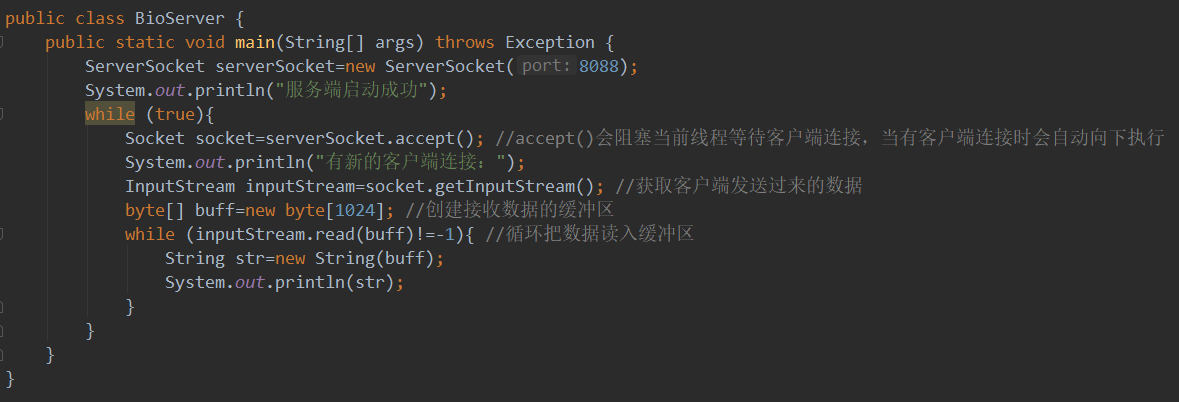 public class BioServer {
public static void main(String[] args) throws Exception {
ServerSocket serverSocket=new ServerSocket( port: 8088);
System.out.println("服务端启动成功");
while (true){
Socket socket=serverSocket.accept(); //accept()会阻塞当前线程等待客户端连接，当有客户端连接时会自动向下执行
System.out.println("有新的客户端连接：");
InputStream inputStream=socket.getInputStream(); //获取客户端发送过来的数据
byte[] buff=new byte[1024]; //创建接收数据的缓冲区
while (inputStream.read(buff)!=-1){ //循环把数据读入缓冲区
String str=new String(buff);
System.out.println(str);
}
}
}
}